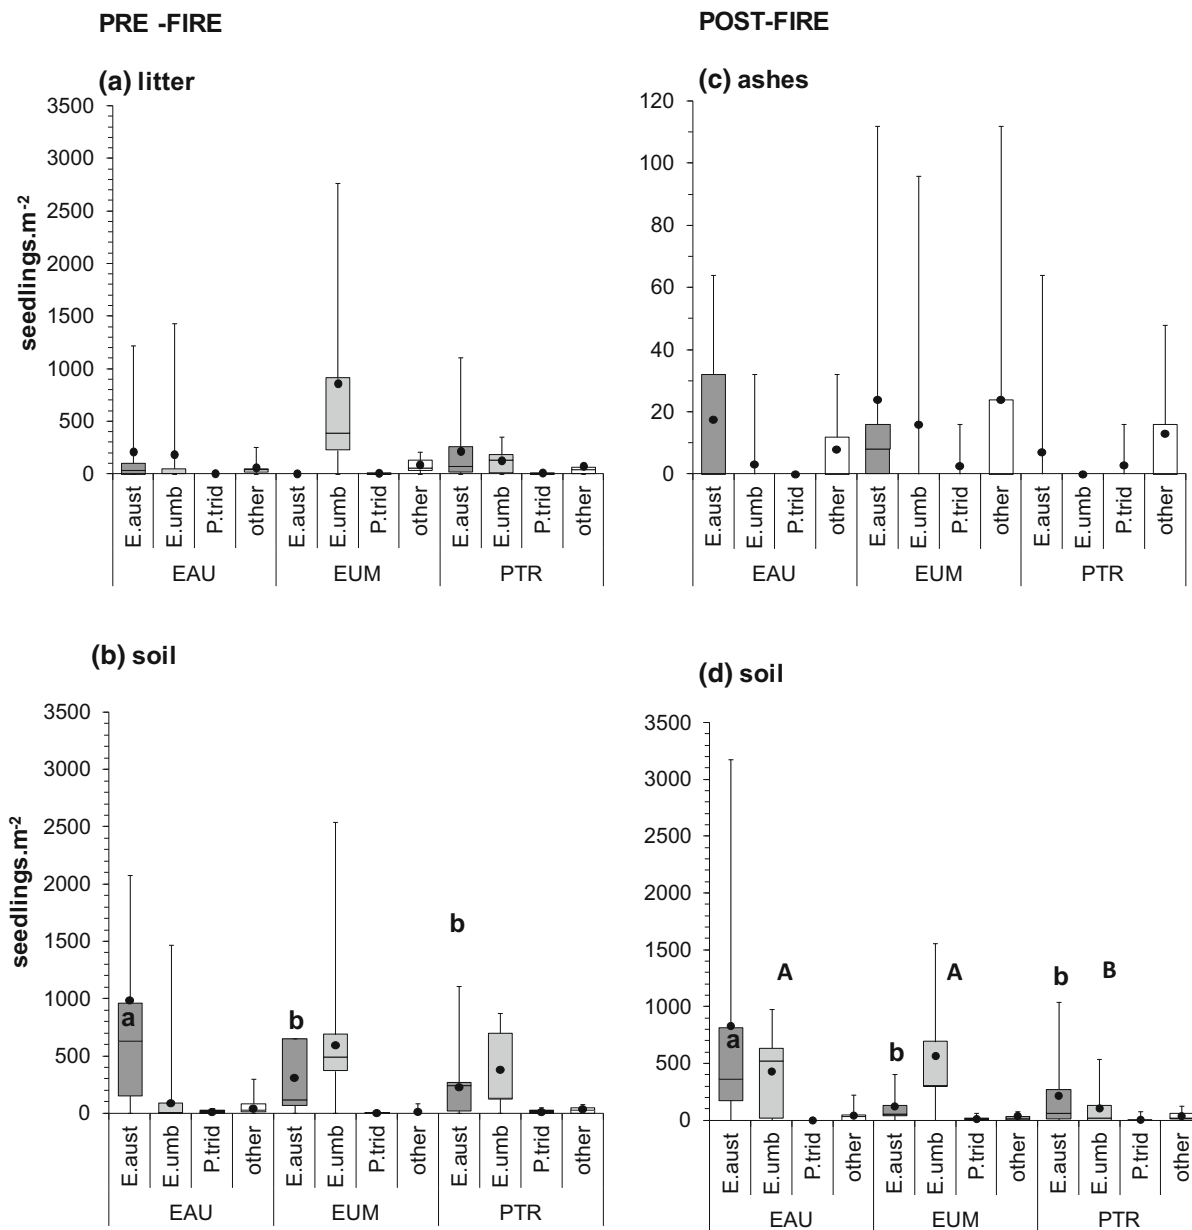 PRE -FIRE
POST-FIRE
(a) litter
(c) ashes
seedlings.m-2
3500
3000
2500
2000
1500
1000
500
0
E.aust
E.umb
P.trid
other
E.aust
E.umb
P.trid
other
E.aust
E.umb
P.trid
other
EAU
EUM
PTR
120
100
80
60
40
20
0
E.aust
E.umb
P.trid
other
E.aust
E.umb
P.trid
other
E.aust
E.umb
P.trid
other
EAU
EUM
PTR
(b) soil
(d) soil
seedlings.m-2
3500
3000
2500
2000
1500
1000
500
0
a
b
b
E.aust
E.umb
P.trid
other
E.aust
E.umb
P.trid
other
E.aust
E.umb
P.trid
other
EAU
EUM
PTR
3500
3000
2500
2000
1500
1000
500
0
a
A
b
A
b
B
E.aust
E.umb
P.trid
other
E.aust
E.umb
P.trid
other
E.aust
E.umb
P.trid
other
EAU
EUM
PTR